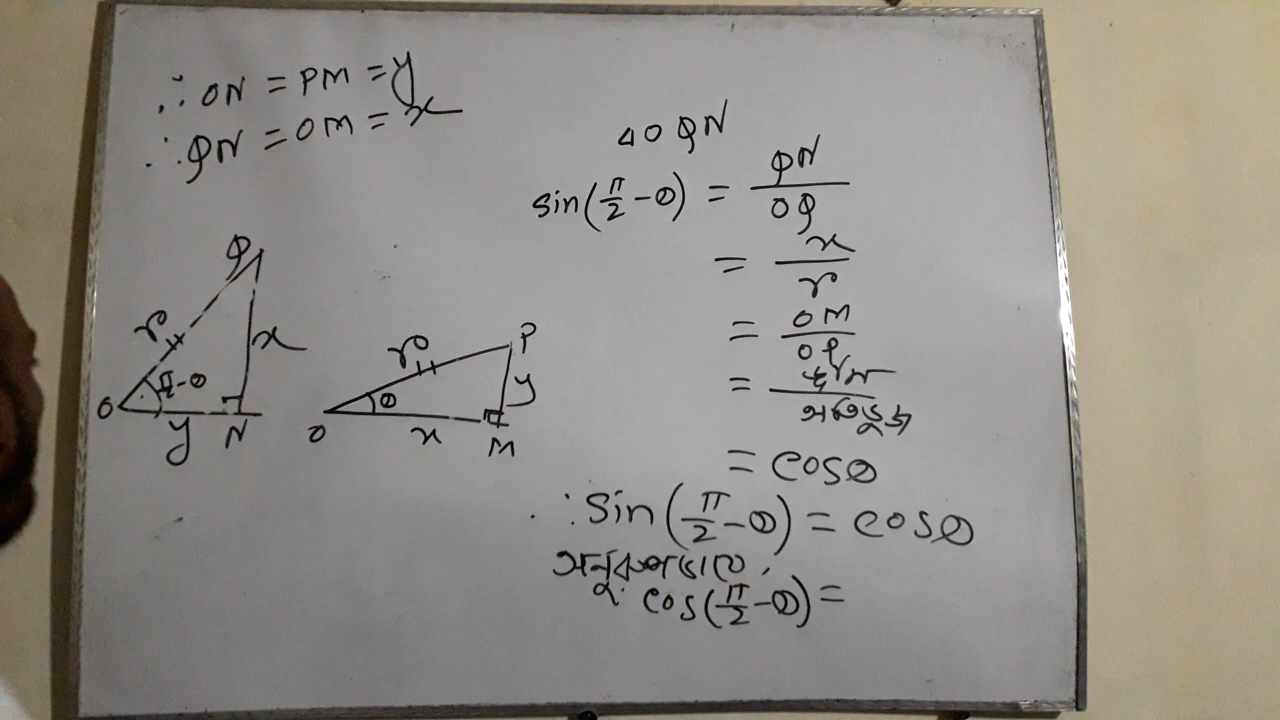 ∴ ON = PM = y
∴ QN = OM = x
△OQN
sin(π/2 - θ) = QN/OQ
= x/r
= OM/OP
= ভূমি/অতিভুজ
= cosθ
∴ sin(π/2 - θ) = cosθ
অনুরূপভাবে,
cos(π/2 - θ) =
Q
r
x
π/2 - θ
O
y
N
r
P
θ
y
O
x
M